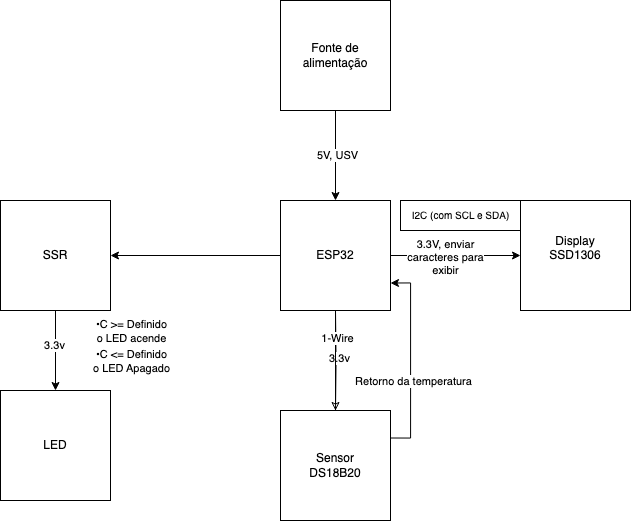 Fonte de
alimentação
5V, USV
SSR
ESP32
I2C (com SCL e SDA)
Display
SSD1306
3.3V, enviar
caracteres para
exibir
3.3v
•C >= Definido
o LED acende
•C <= Definido
o LED Apagado
1-Wire
3.3v
Retorno da temperatura
LED
Sensor
DS18B20